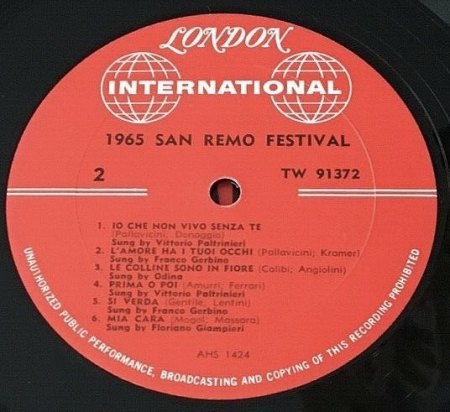 LONDON
INTERNATIONAL
1965 SAN REMO FESTIVAL
2
TW 91372
1. IO CHE NON VIVO SENZA TE
(Pallavicini, Donaggio)
Sung by Vittorio Paltrinieri
2. L'AMORE HA I TUOI OCCHI (Pallavicini; Kramer)
Sung by Franco Gerbino
3. LE COLLINE SONO IN FIORE (Calibi; Angiolini)
Sung by Odina
4. PRIMA O POI (Amurri, Ferrari)
Sung by Vittorio Paltrinieri
5. SI VERDA (Gentile, Lentini)
Sung by Franco Gerbino
6. MIA CARA (Mogol; Massara)
Sung by Floriano Giampieri
AHS 1424
UNAUTHORIZED PUBLIC PERFORMANCE, BROADCASTING AND COPYING OF THIS RECORDING PROHIBITED